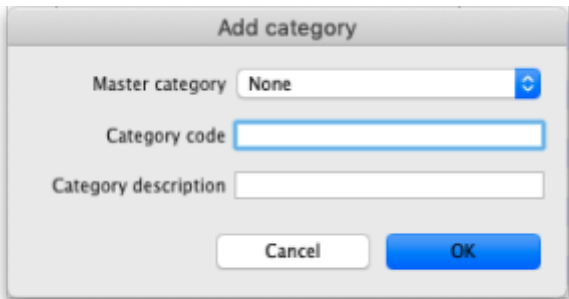 Add category
Master category None
Category code
Category description
Cancel OK